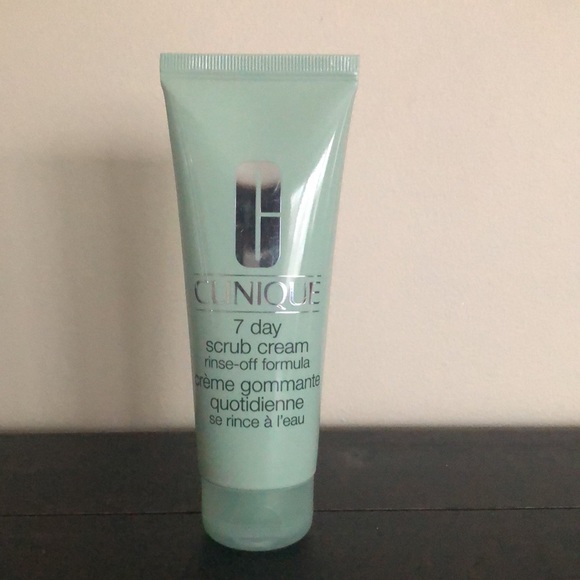 C
CLINIQUE
7 day
scrub cream
rinse-off formula
crème gommante
quotidienne
se rince à l'eau